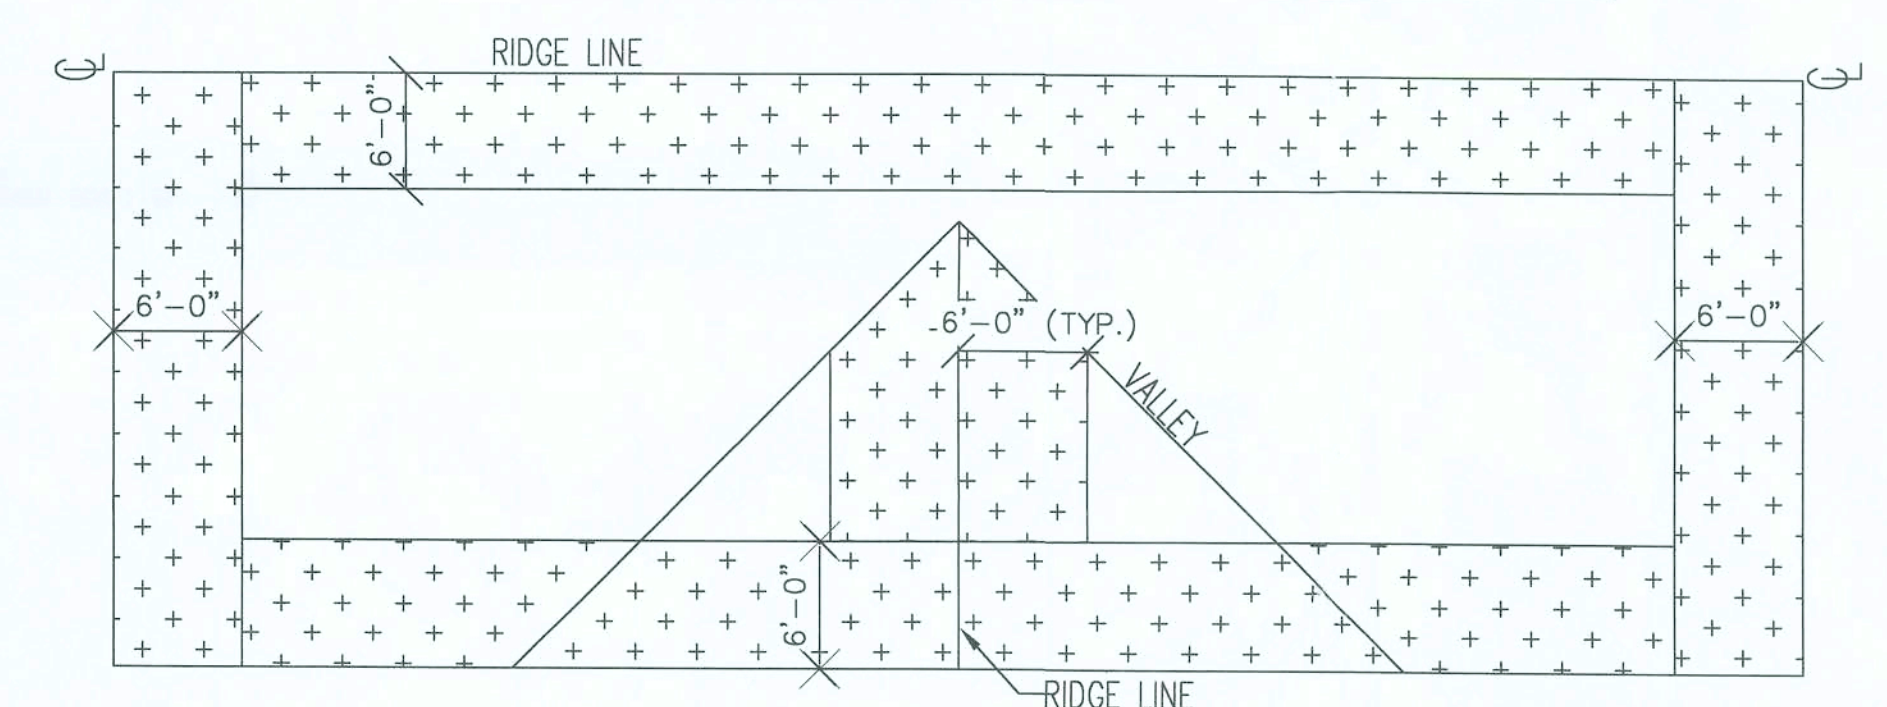 RIDGE LINE
℄
℄
6'-0"
6'-0"
6'-0" (TYP.)
6'-0"
VALLEY
6'-0"
RIDGE LINE